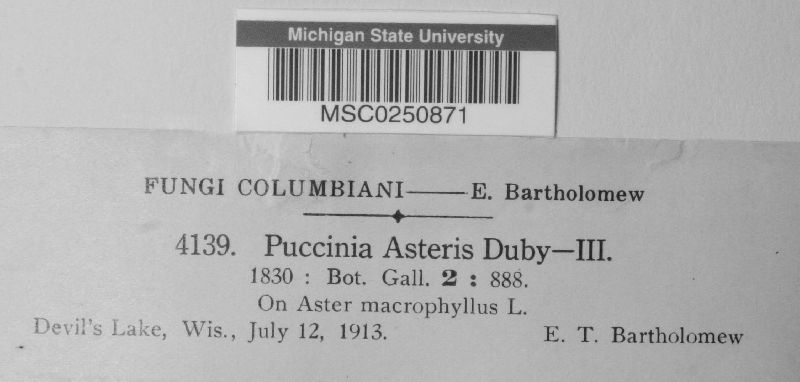 Michigan State University
MSC0250871
FUNGI COLUMBIANI——E. Bartholomew
4139. Puccinia Asteris Duby—III.
1830 : Bot. Gall. 2 : 888.
On Aster macrophyllus L.
Devil's Lake, Wis., July 12, 1913. E. T. Bartholomew